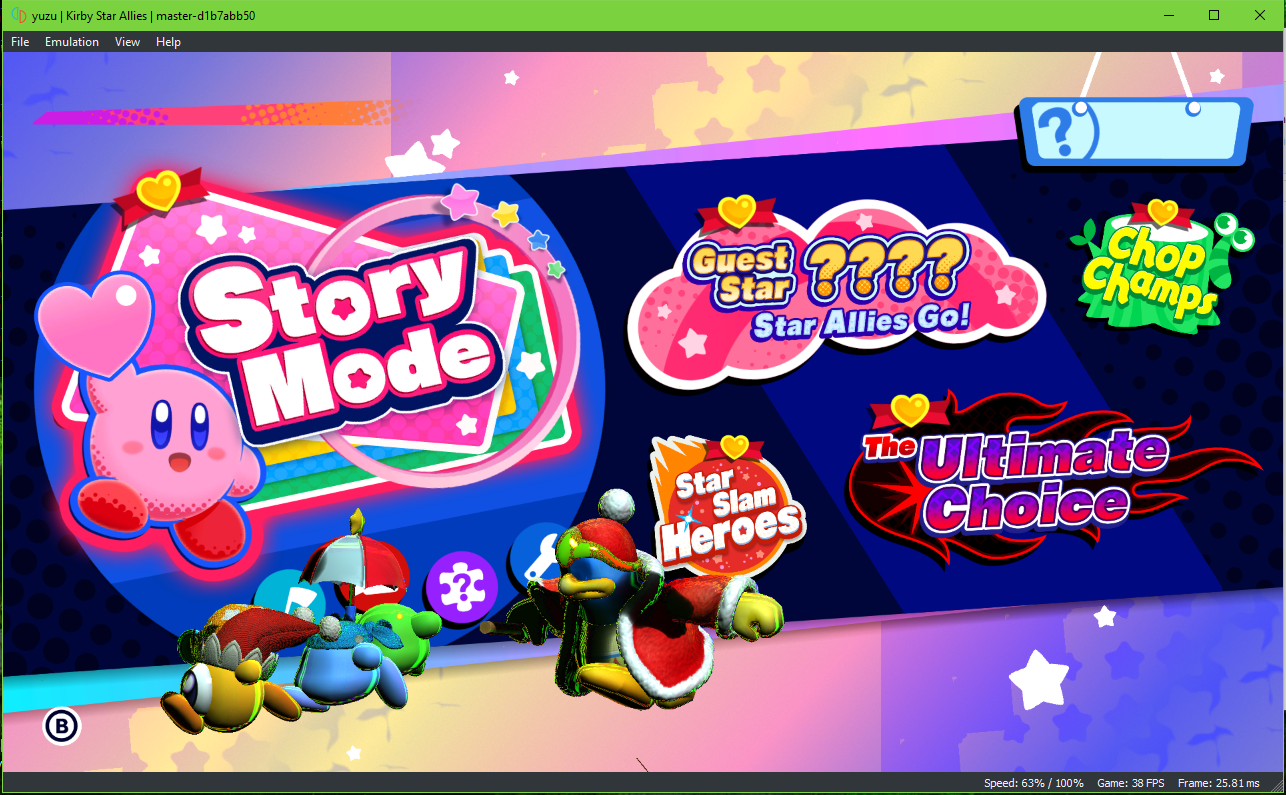 yuzu | Kirby Star Allies | master-d1b7abb50
File Emulation View Help
?
Story
Mode
Guest
Star
????
Star Allies Go!
Chop
Champs
The Ultimate
Choice
Star
Slam
Heroes
?
B
Speed: 63% / 100% Game: 38 FPS Frame: 25.81 ms